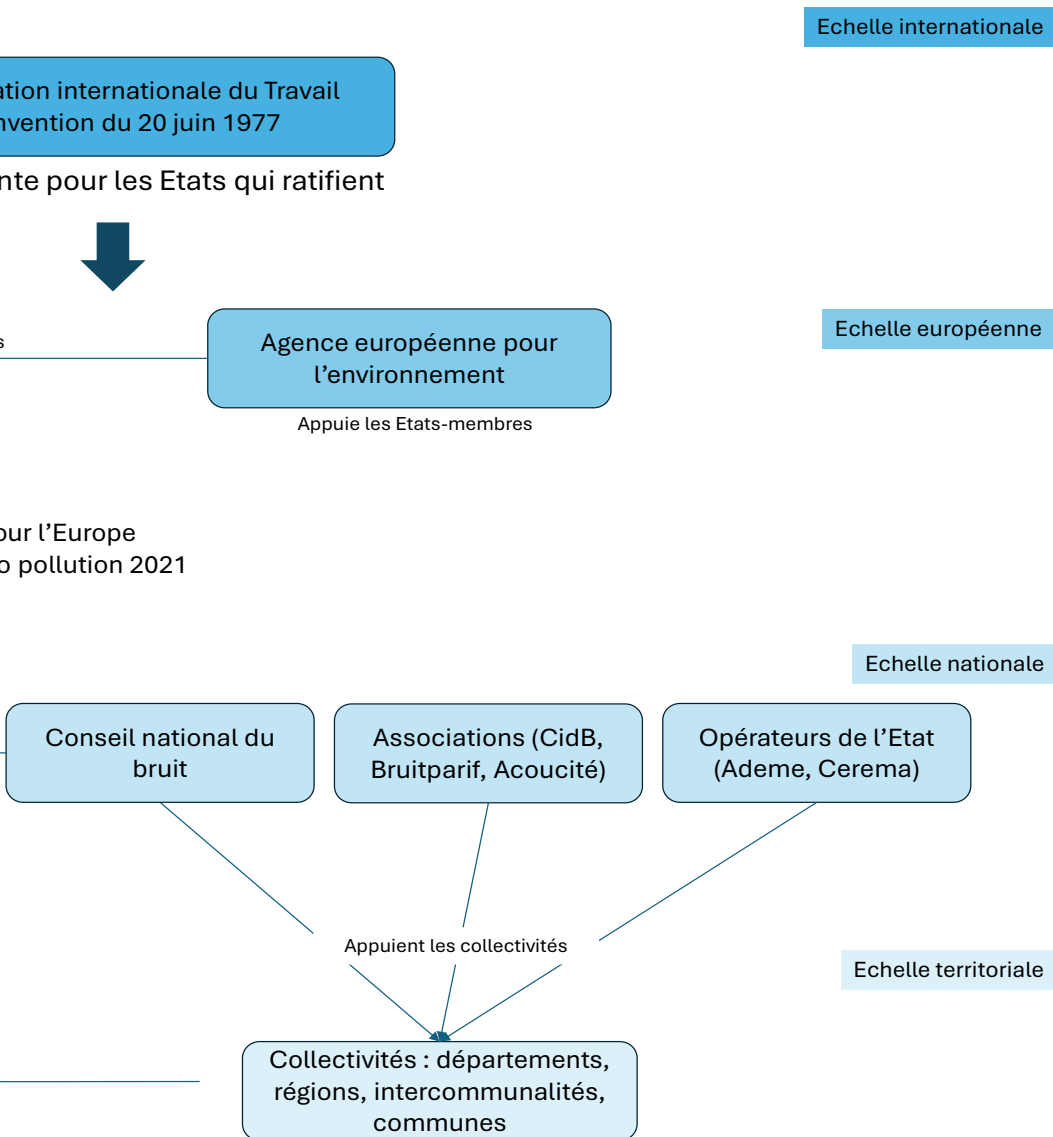 Echelle internationale
ation internationale du Travail
nvention du 20 juin 1977
nte pour les Etats qui ratifient
Echelle européenne
s
Agence européenne pour
l’environnement
Appuie les Etats-membres
our l’Europe
o pollution 2021
Echelle nationale
Conseil national du
bruit
Associations (CidB,
Bruitparif, Acoucité)
Opérateurs de l’Etat
(Ademe, Cerema)
Appuient les collectivités
Echelle territoriale
Collectivités : départements,
régions, intercommunalités,
communes